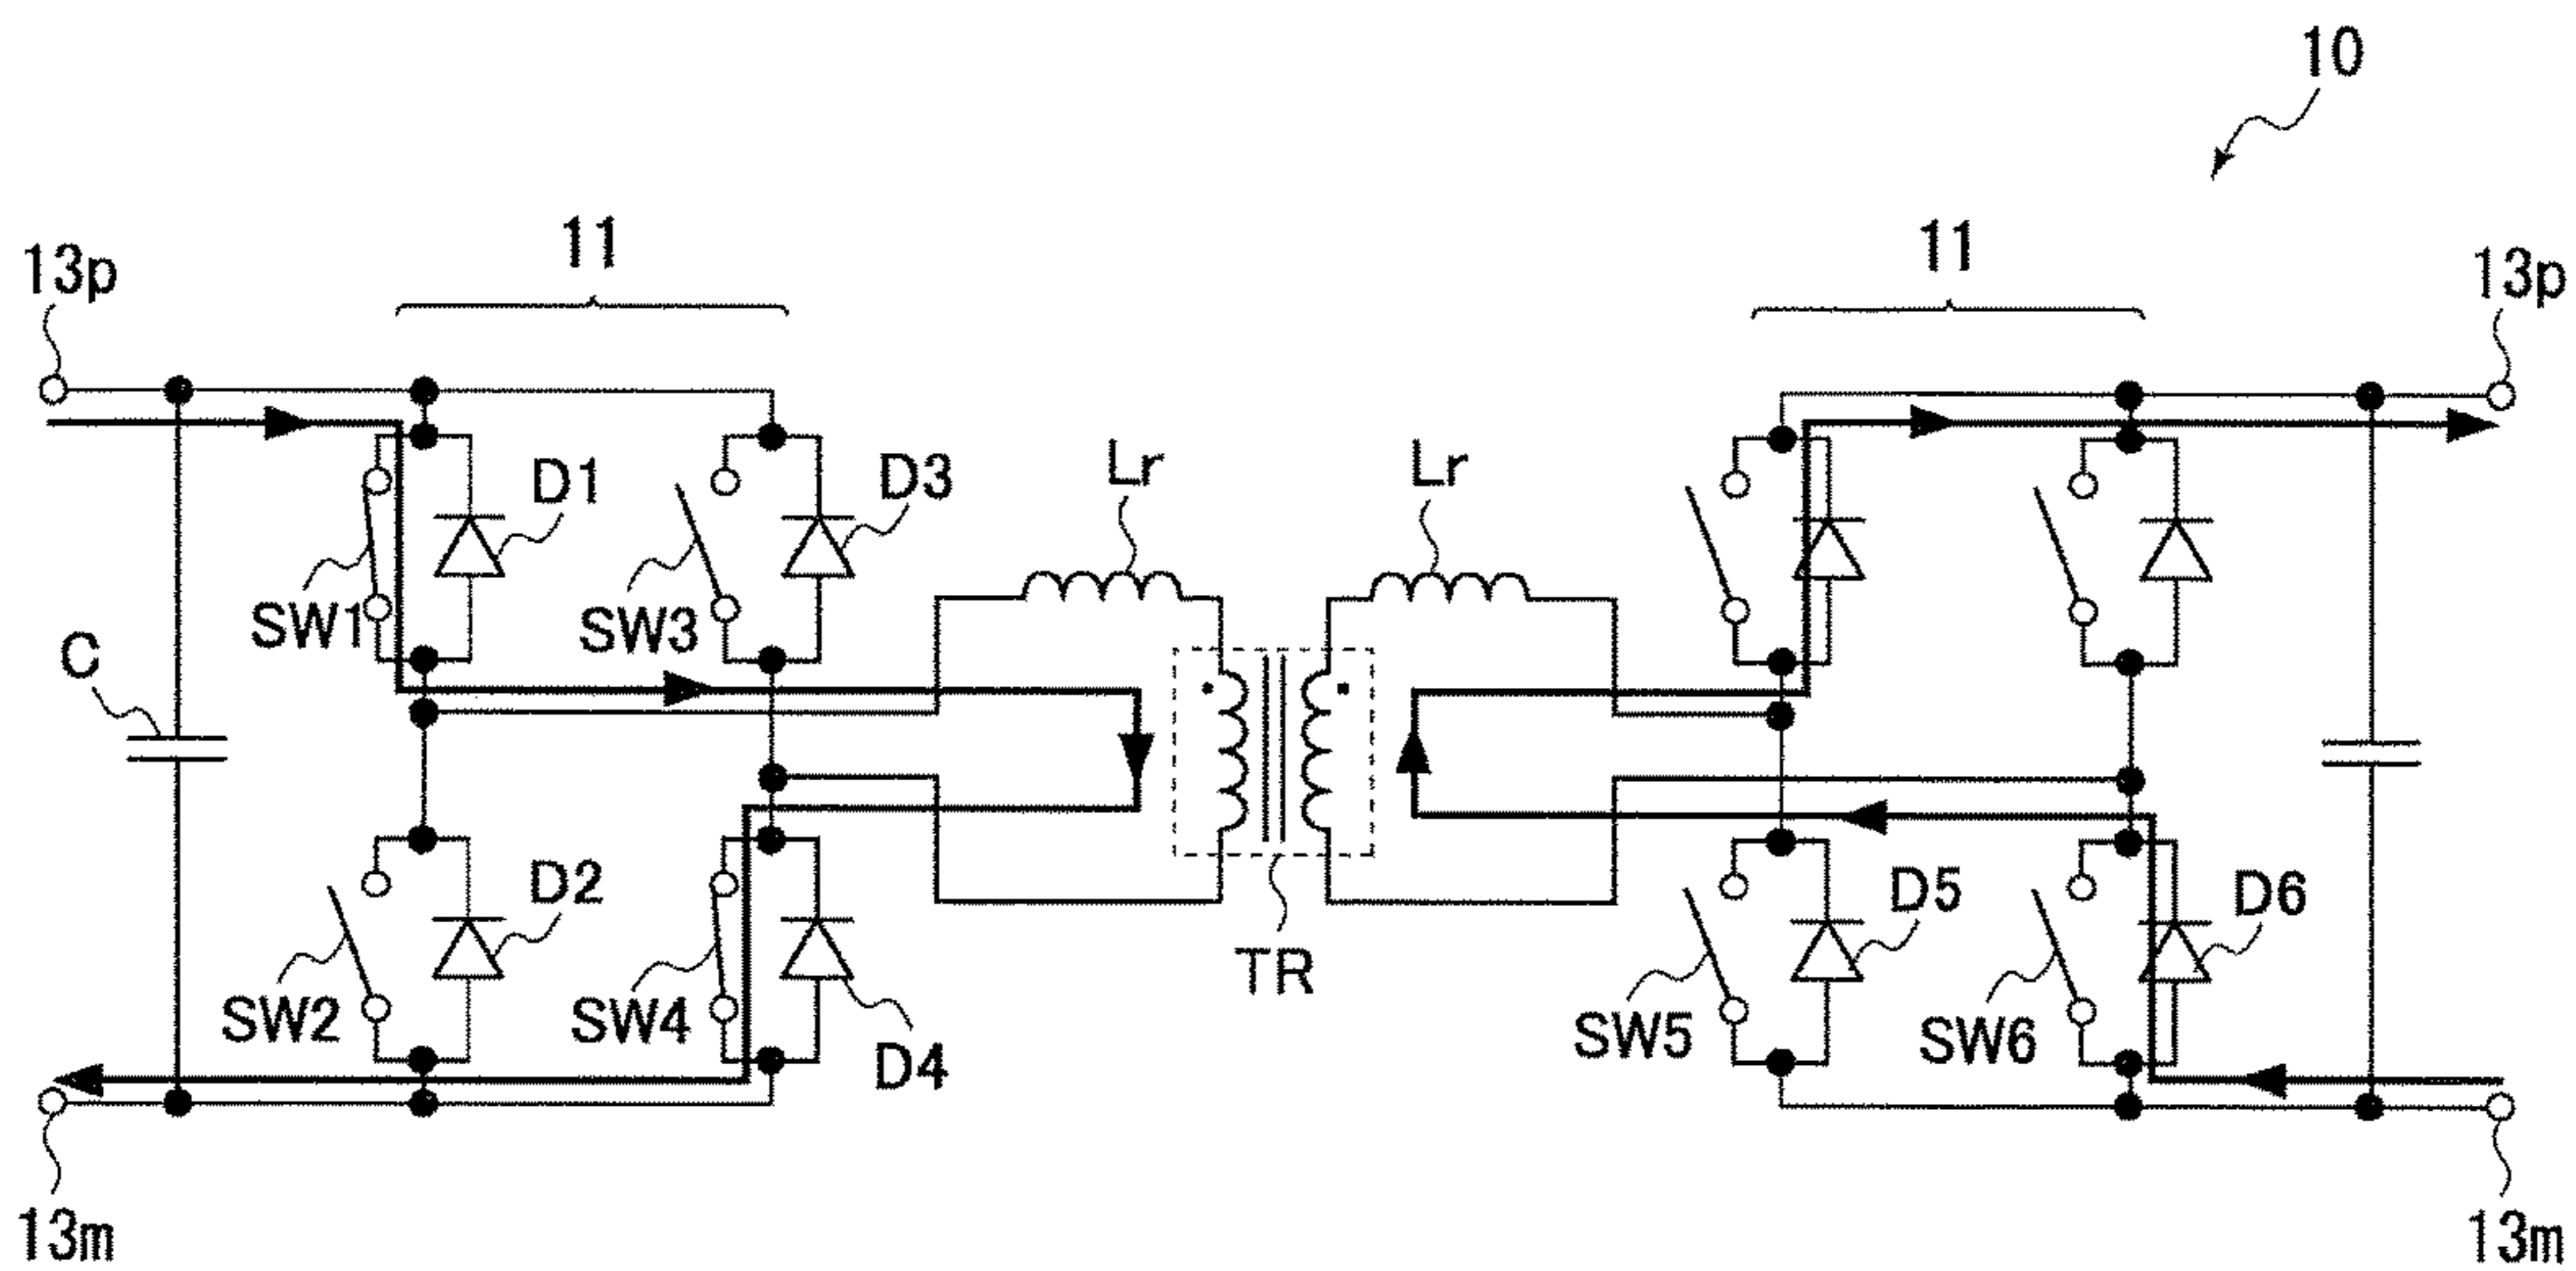 10
11 11
13p 13p
D1 D3 Lr Lr
SW1 SW3
C
D2 D5 D6
TR
SW2 SW4 SW5 SW6
D4
13m 13m